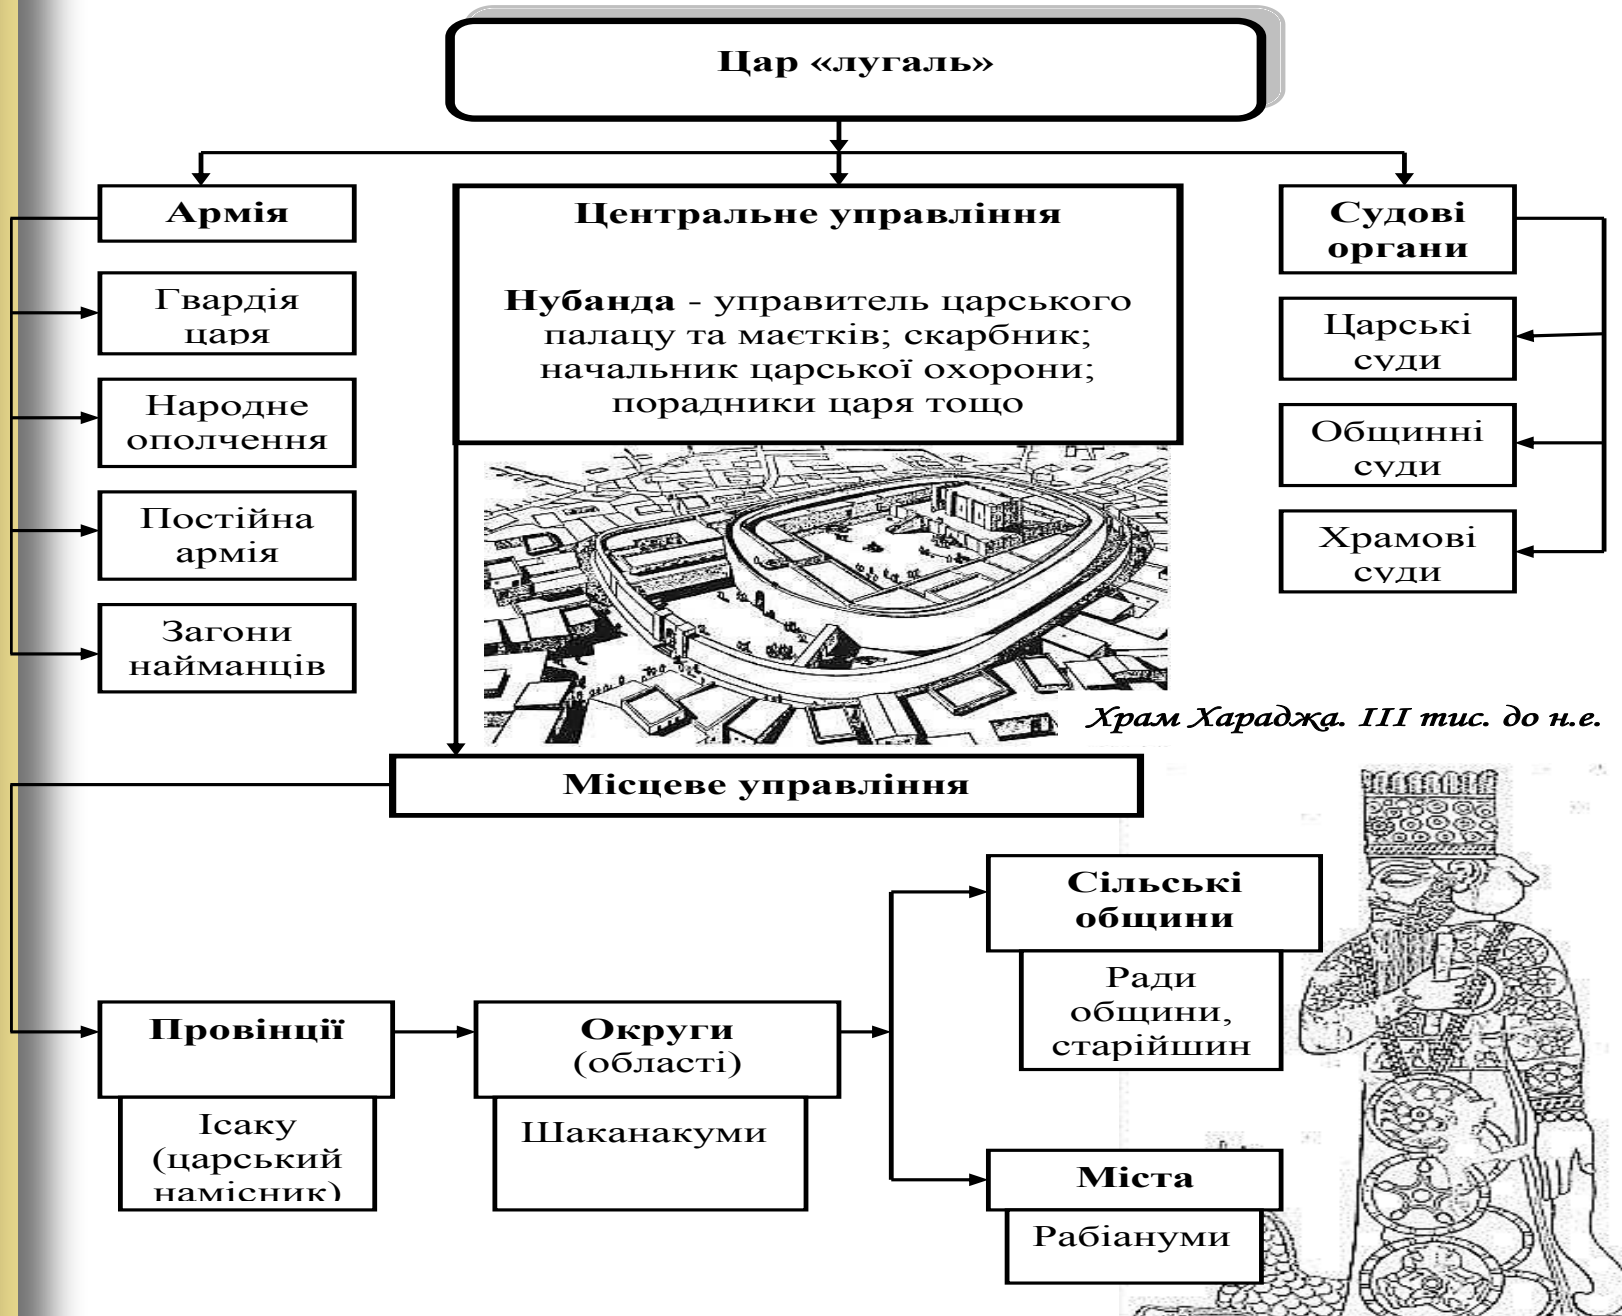 Цар «лугаль»
Армія
Гвардія
царя
Народне
ополчення
Постійна
армія
Загони
найманців
Центральне управління
Нубанда - управитель царського
палацу та маєтків; скарбник;
начальник царської охорони;
порадники царя тощо
Судові
органи
Царські
суди
Общинні
суди
Храмові
суди
Храм Хараджа. III тис. до н.е.
Місцеве управління
Провінції
Ісаку
(царський
намісник)
Округи
(області)
Шаканакуми
Сільські
общини
Ради
общини,
старійшин
Міста
Рабіануми